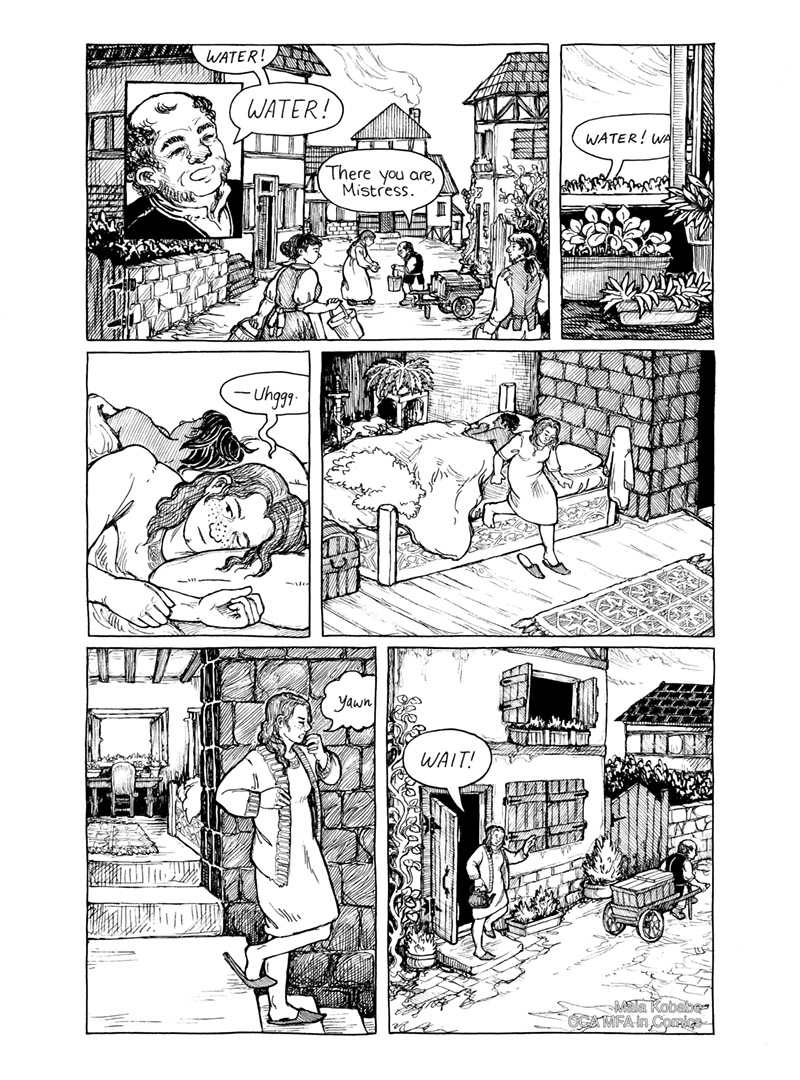 WATER!
WATER!
There you are,
Mistress.
WATER! WA
— Uhggg.
Yawn
WAIT!
Maia Kobabe
CCA MFA in Comics